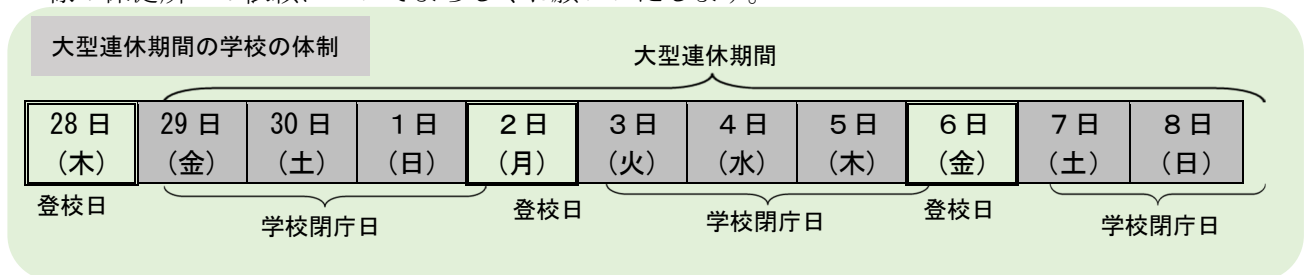 大型連休期間の学校の体制
大型連休期間
28日 29日 30日 1日 2日 3日 4日 5日 6日 7日 8日
（木） （金） （土） （日） （月） （火） （水） （木） （金） （土） （日）
登校日 学校閉庁日 登校日 学校閉庁日 登校日 学校閉庁日